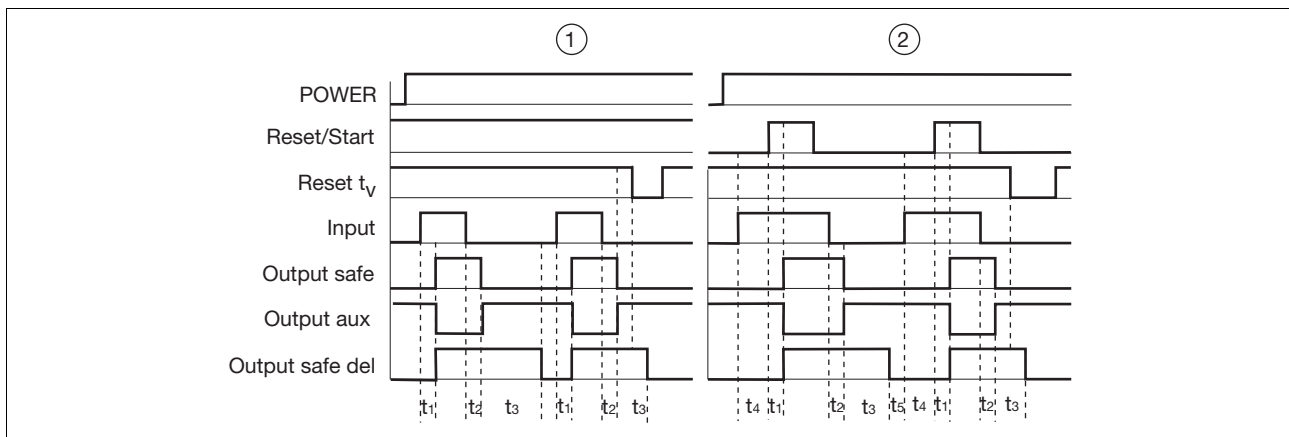 ① ②
POWER
Reset/Start
Reset tv
Input
Output safe
Output aux
Output safe del
t1 t2 t3 t1 t2 t3 t4 t1 t2 t3 t5 t4 t1 t2 t3